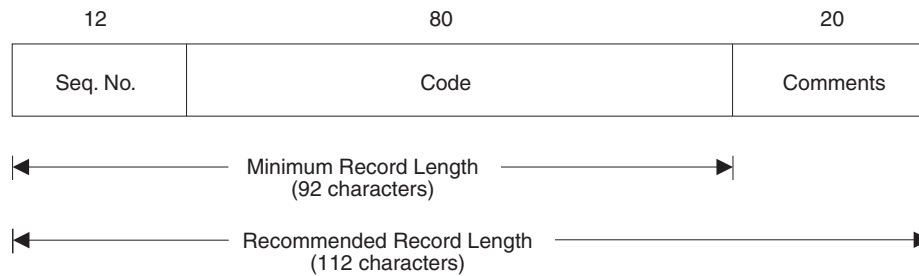 12 80 20
Seq. No. Code Comments
Minimum Record Length
(92 characters)
Recommended Record Length
(112 characters)